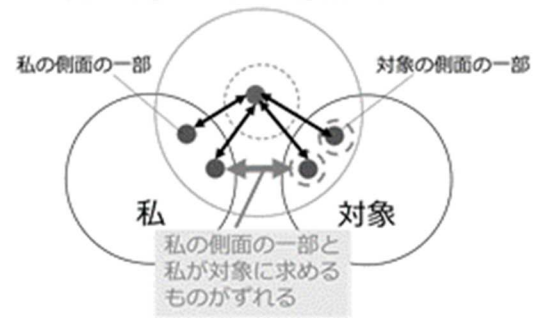 私の側面の一部
対象の側面の一部
私
対象
私の側面の一部と
私が対象に求める
ものがずれる